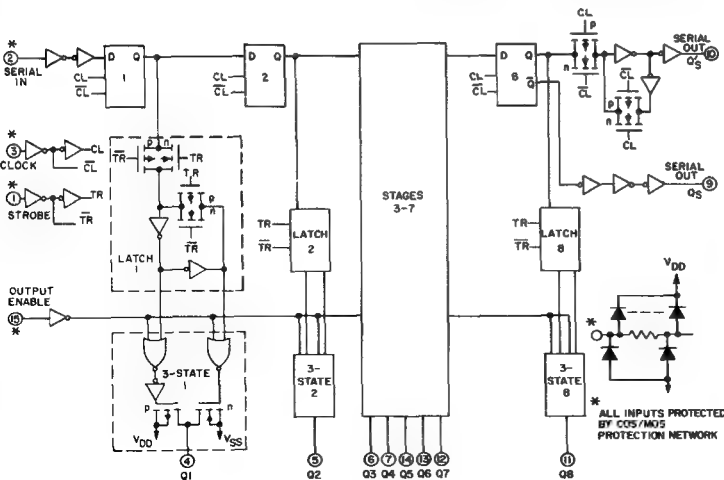 CL
p
n
CL
SERIAL OUT
Q'S 10
* 2
SERIAL IN
D Q
1
CL
CL
D Q
2
CL
CL
STAGES
3-7
D Q
8
Q
CL
CL
CL
p
n
CL
* 3
CLOCK
CL
CL
* 1
STROBE
TR
TR
p n
TR
TR
TR
p
n
TR
LATCH
1
TR
TR
LATCH
2
TR
TR
LATCH
8
SERIAL OUT
QS 9
OUTPUT
ENABLE
15
*
3-STATE
1
p
n
VDD
VSS
4
Q1
3-
STATE
2
5
Q2
6 7 14 13 12
Q3 Q4 Q5 Q6 Q7
3-
STATE
8
11
Q8
VDD
*
*
ALL INPUTS PROTECTED
BY COS/MOS
PROTECTION NETWORK